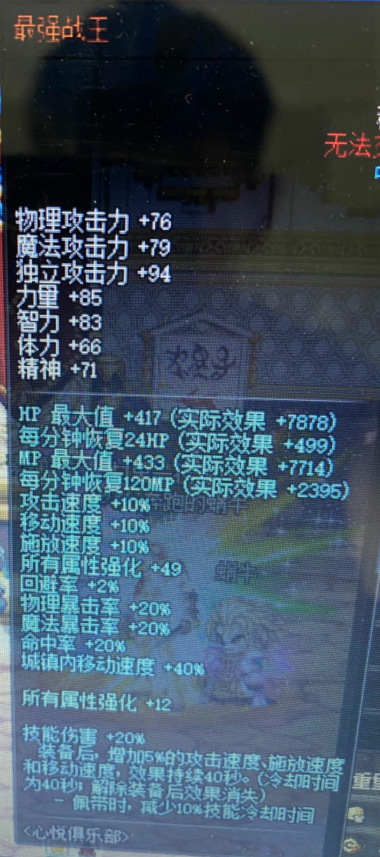 最强战王
无法
物理攻击力 +76
魔法攻击力 +79
独立攻击力 +94
力量 +85
智力 +83
体力 +66
精神 +71
HP 最大值 +417 (实际效果 +7878)
每分钟恢复24HP (实际效果 +499)
MP 最大值 +433 (实际效果 +7714)
每分钟恢复120MP (实际效果 +2395)
攻击速度 +10%
移动速度 +10%
施放速度 +10%
所有属性强化 +49
蜗牛
回避率 +2%
物理暴击率 +20%
魔法暴击率 +20%
命中率 +20%
城镇内移动速度 +40%
所有属性强化 +12
技能伤害 +20%
装备后, 增加5%的攻击速度、施放速度
和移动速度, 效果持续40秒。(冷却时间
为40秒; 解除装备后效果消失)
- 佩带时, 减少10%技能冷却时间
<心悦俱乐部>